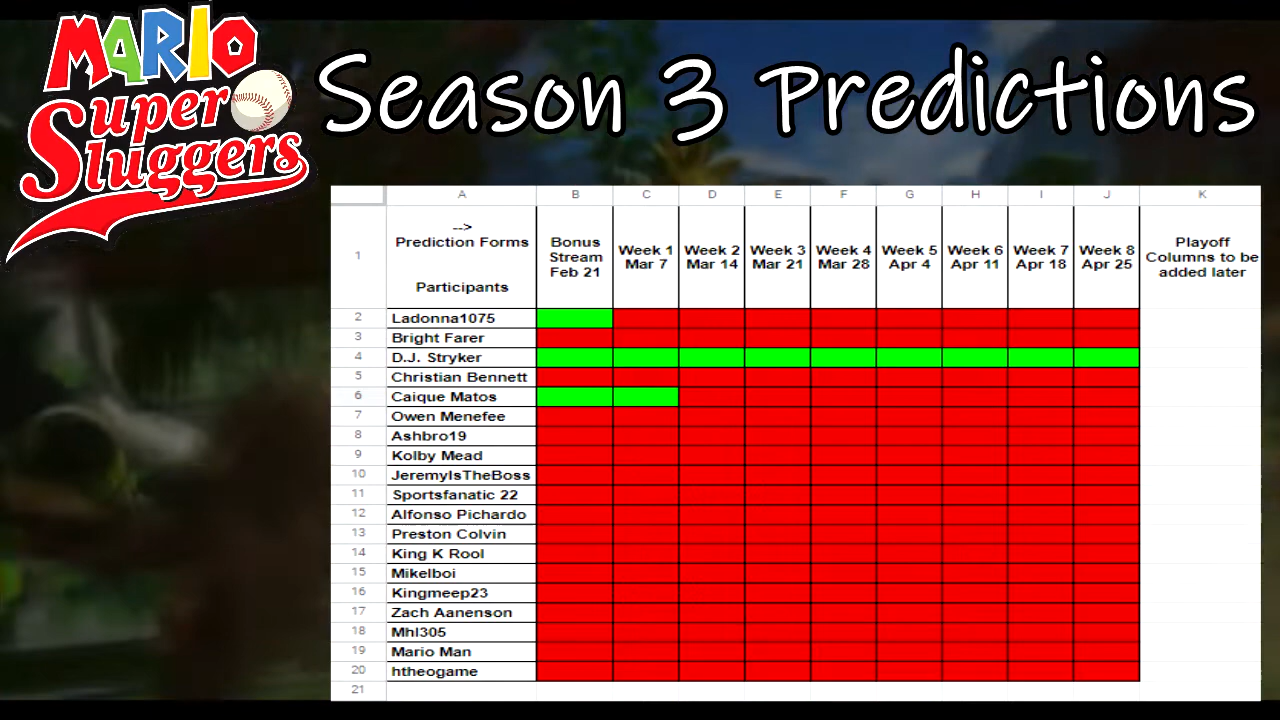 MARIO
Super
Sluggers
Season 3 Predictions
A B C D E F G H I J K
1
-->
Prediction Forms
Participants
Bonus
Stream
Feb 21
Week 1
Mar 7
Week 2
Mar 14
Week 3
Mar 21
Week 4
Mar 28
Week 5
Apr 4
Week 6
Apr 11
Week 7
Apr 18
Week 8
Apr 25
Playoff
Columns to be
added later
2 Ladonna1075
3 Bright Farer
4 D.J. Stryker
5 Christian Bennett
6 Caique Matos
7 Owen Menefee
8 Ashbro19
9 Kolby Mead
10 JeremyIsTheBoss
11 Sportsfanatic 22
12 Alfonso Pichardo
13 Preston Colvin
14 King K Rool
15 Mikelboi
16 Kingmeep23
17 Zach Aanenson
18 Mhl305
19 Mario Man
20 htheogame
21